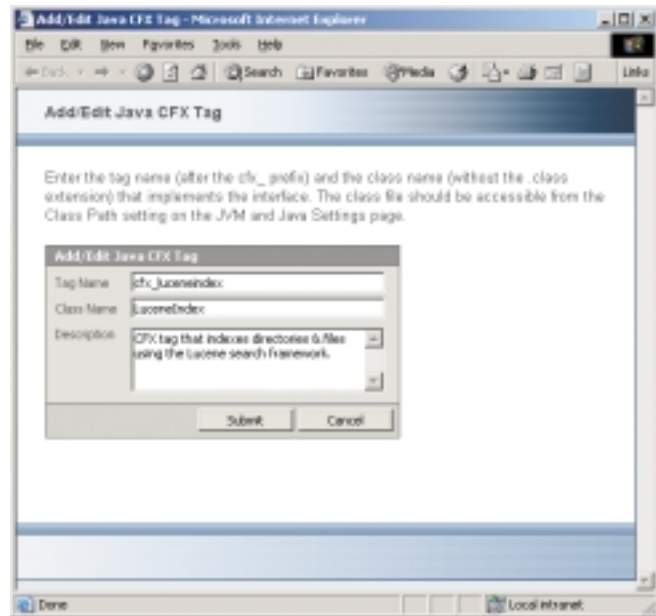 Add/Edit Java CFX Tag - Microsoft Internet Explorer
File Edit View Favorites Tools Help
Back Search Favorites Media Links
Add/Edit Java CFX Tag
Enter the tag name (after the cfx_ prefix) and the class name (without the .class
extension) that implements the interface. The class file should be accessible from the
Class Path setting on the JVM and Java Settings page.
Add/Edit Java CFX Tag
Tag Name cfx_luceneindex
Class Name LuceneIndex
Description CFX tag that indexes directories & files
using the Lucene search framework.
Submit Cancel
Done Local intranet